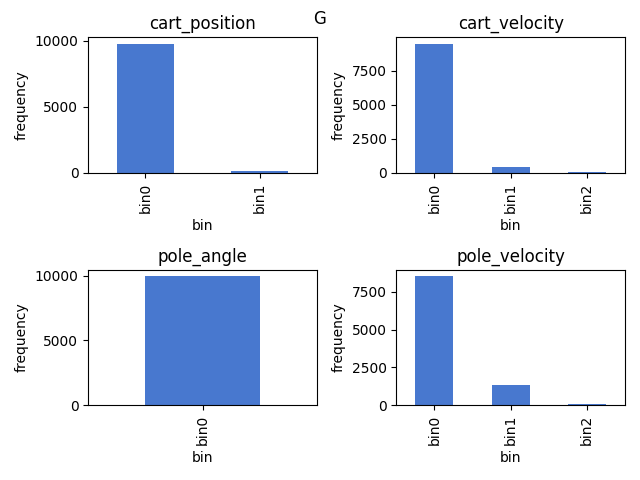 G
cart_position
frequency
10000
5000
0
bin0
bin1
bin
cart_velocity
frequency
7500
5000
2500
0
bin0
bin1
bin2
bin
pole_angle
frequency
10000
5000
0
bin0
bin
pole_velocity
frequency
7500
5000
2500
0
bin0
bin1
bin2
bin